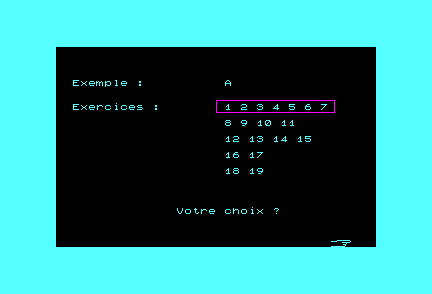 Exemple : A
Exercices : 1 2 3 4 5 6 7
8 9 10 11
12 13 14 15
16 17
18 19
Votre choix ?